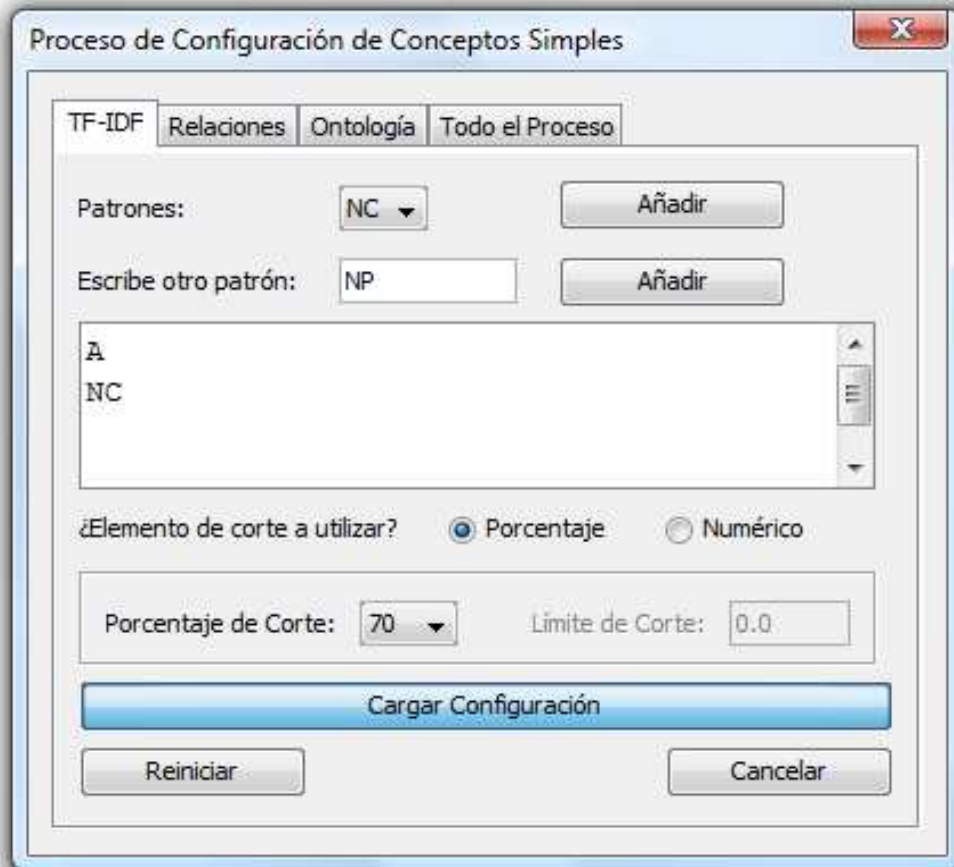 Proceso de Configuración de Conceptos Simples
TF-IDF Relaciones Ontología Todo el Proceso
Patrones: NC Añadir
Escribe otro patrón: NP Añadir
A
NC
¿Elemento de corte a utilizar? Porcentaje Numérico
Porcentaje de Corte: 70 Límite de Corte: 0.0
Cargar Configuración
Reiniciar Cancelar